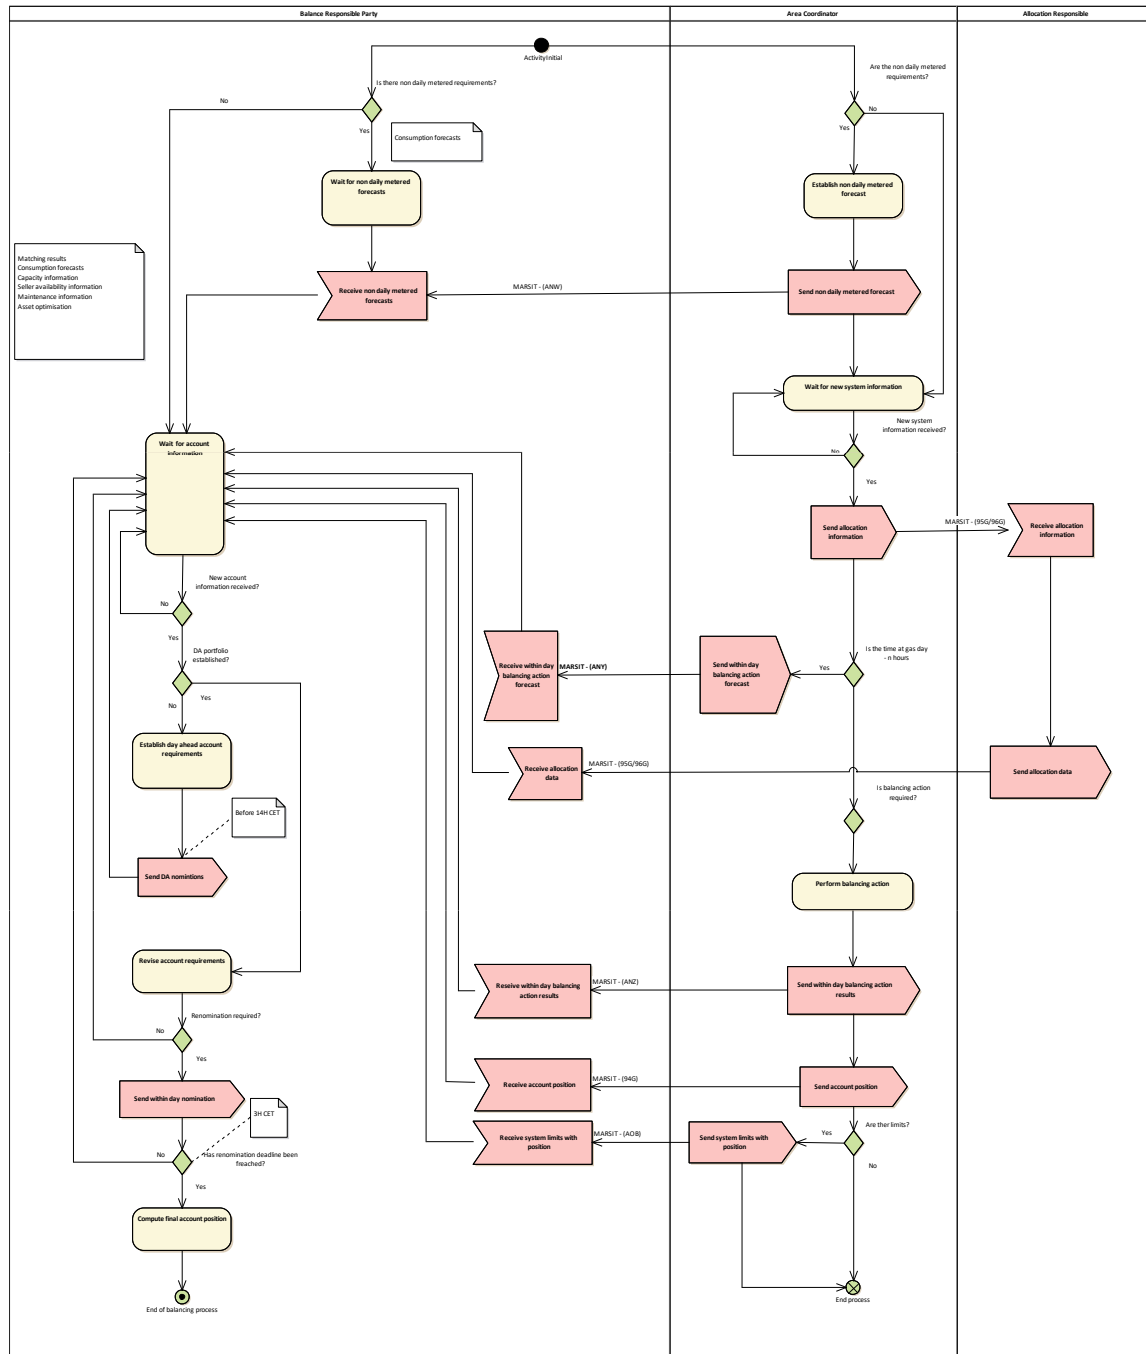 Balance Responsible Party
Area Coordinator
Allocation Responsible
Activity Initial
Is there non daily metered requirements?
Are the non daily metered
requirements?
No
No
Yes
Yes
Consumption forecasts
Wait for non daily metered
forecasts
Establish non daily metered
forecast
Matching results
Consumption forecasts
Capacity information
Seller availability information
Maintenance information
Asset optimisation
Receive non daily metered
forecasts
MARSIT - (ANW)
Send non daily metered forecast
Wait for new system information
New system
information received?
No
Yes
Wait for account
information
Send allocation
information
MARSIT - (95G/96G)
Receive allocation
information
New account
information received?
No
Yes
DA portfolio
established?
Yes
No
Receive within day
balancing action
forecast
MARSIT - (ANY)
Send within day
balancing action
forecast
Yes
Is the time at gas day
- n hours
Establish day ahead account
requirements
Receive allocation
data
MARSIT - (95G/96G)
Send allocation data
Is balancing action
required?
Before 14H CET
Send DA nomintions
Perform balancing action
Revise account requirements
Reseive within day balancing
action results
MARSIT - (ANZ)
Send within day balancing action
results
Renomination required?
No
Yes
Send within day nomination
Receive account position
MARSIT - (94G)
Send account position
3H CET
Receive system limits with
position
MARSIT - (AOB)
Send system limits with
position
Yes
Are ther limits?
No
No
Has renomination deadline been
freached?
Yes
Compute final account position
End of balancing process
End process